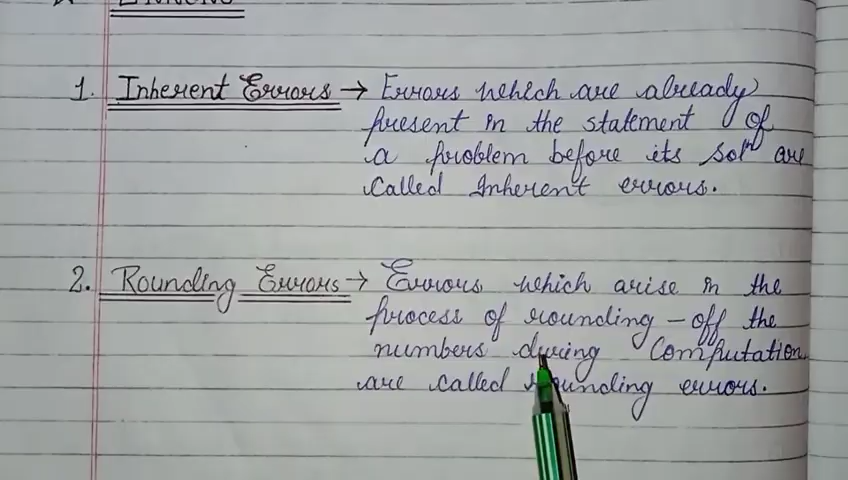 1. Inherent Errors → Errors which are already
present in the statement of
a problem before its solⁿ are
called Inherent errors.
2. Rounding Errors → Errors which arise in the
process of rounding-off the
numbers during computation
are called rounding errors.